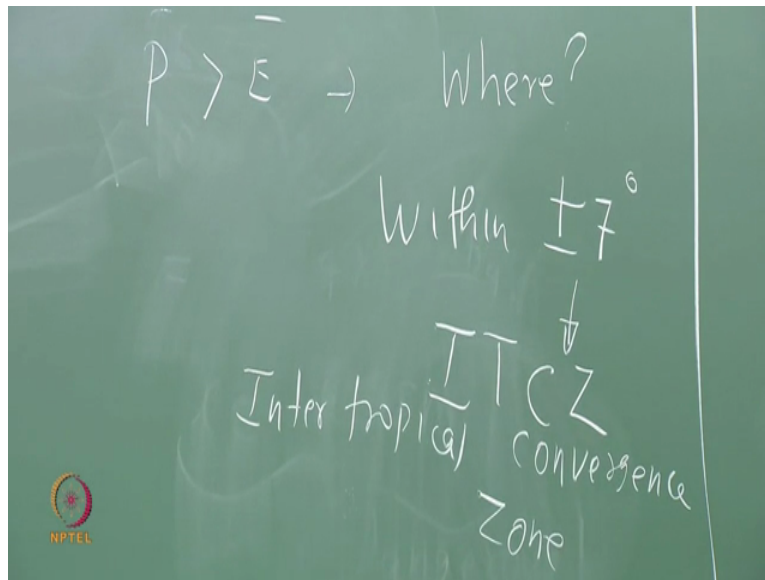 P > E → Where?
Within ±7°
↓
ITCZ
Inter tropical convergence
Zone
NPTEL